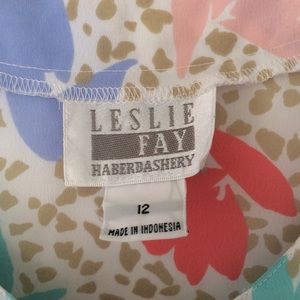 LESLIE
FAY
HABERDASHERY
12
MADE IN INDONESIA